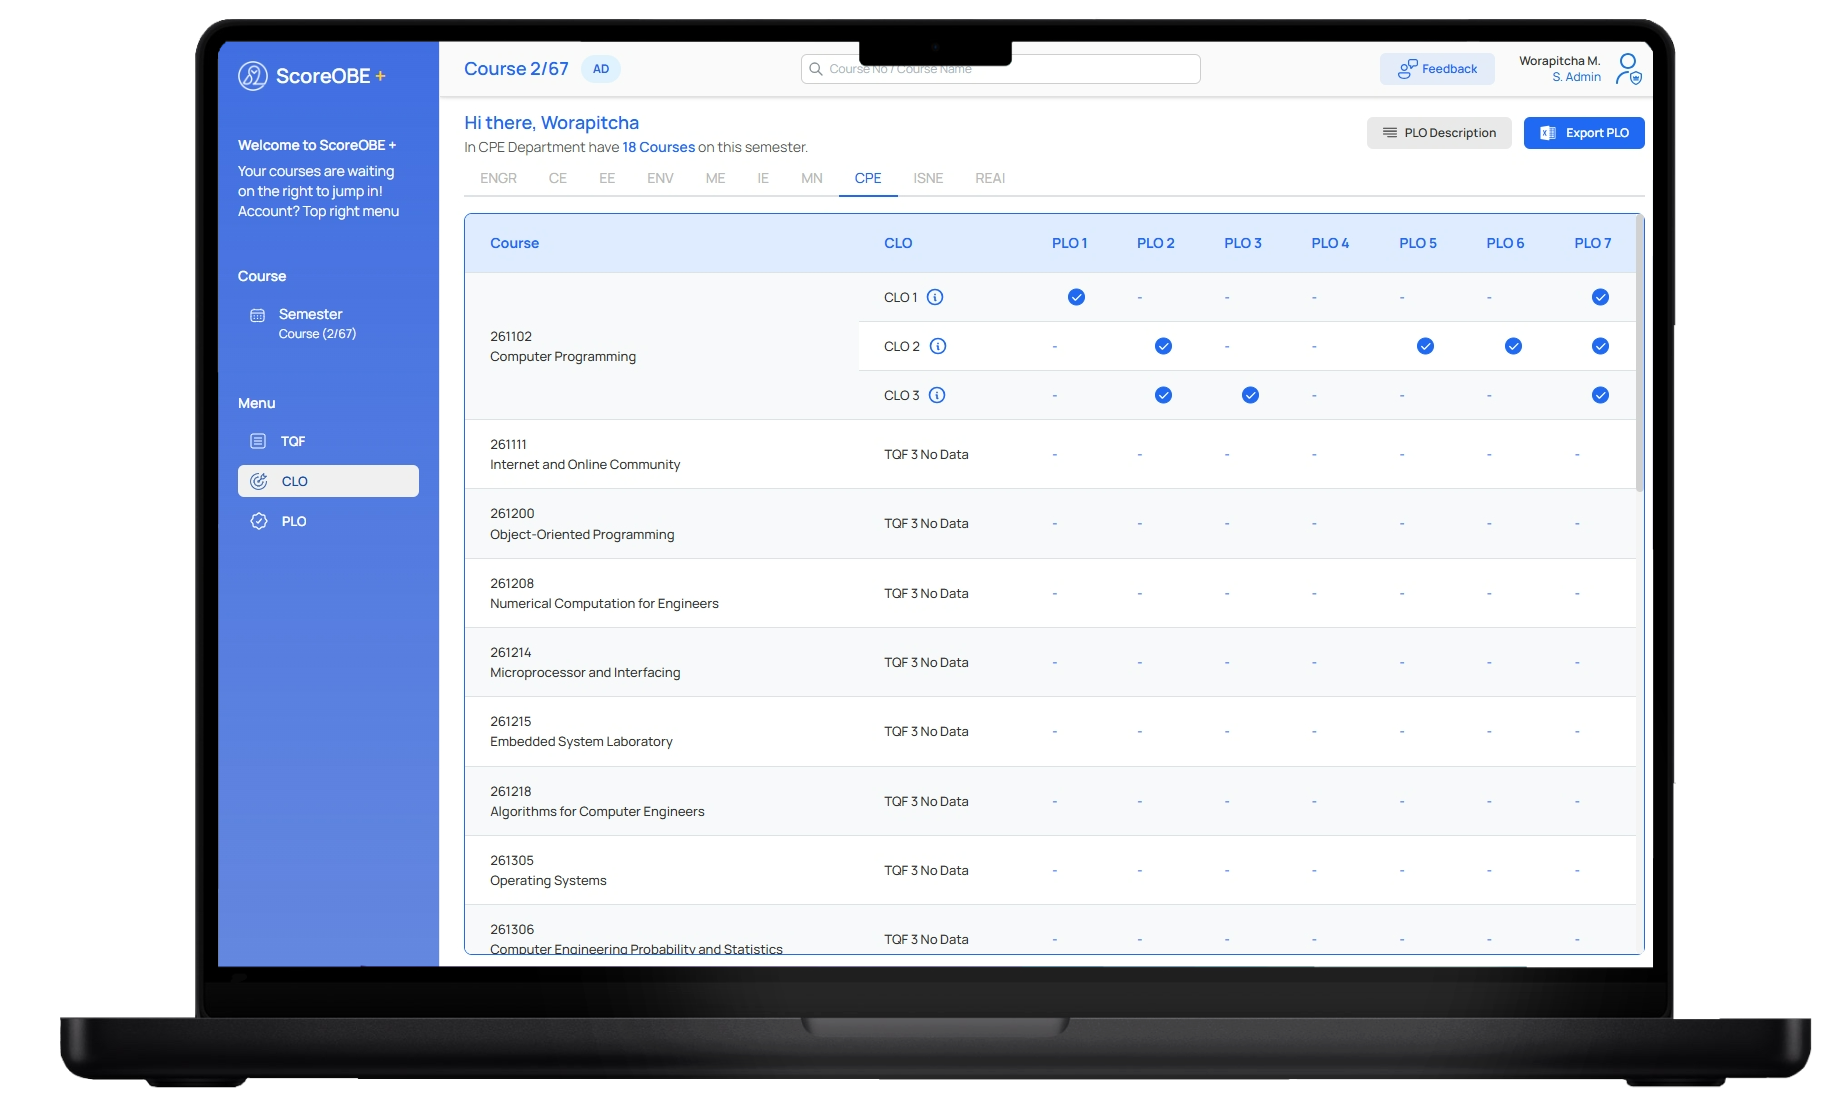 ScoreOBE +
Welcome to ScoreOBE +
Your courses are waiting
on the right to jump in!
Account? Top right menu
Course
Semester
Course (2/67)
Menu
TQF
CLO
PLO
Course 2/67 AD
Course No / Course Name
Feedback
Worapitcha M.
S. Admin
Hi there, Worapitcha
In CPE Department have 18 Courses on this semester.
PLO Description
Export PLO
ENGR CE EE ENV ME IE MN CPE ISNE REAI
Course CLO PLO 1 PLO 2 PLO 3 PLO 4 PLO 5 PLO 6 PLO 7
261102
Computer Programming
CLO 1 - - - - -
CLO 2 - - -
CLO 3 - - - -
261111
Internet and Online Community
TQF 3 No Data - - - - - - -
261200
Object-Oriented Programming
TQF 3 No Data - - - - - - -
261208
Numerical Computation for Engineers
TQF 3 No Data - - - - - - -
261214
Microprocessor and Interfacing
TQF 3 No Data - - - - - - -
261215
Embedded System Laboratory
TQF 3 No Data - - - - - - -
261218
Algorithms for Computer Engineers
TQF 3 No Data - - - - - - -
261305
Operating Systems
TQF 3 No Data - - - - - - -
261306
Computer Engineering Probability and Statistics
TQF 3 No Data - - - - - - -